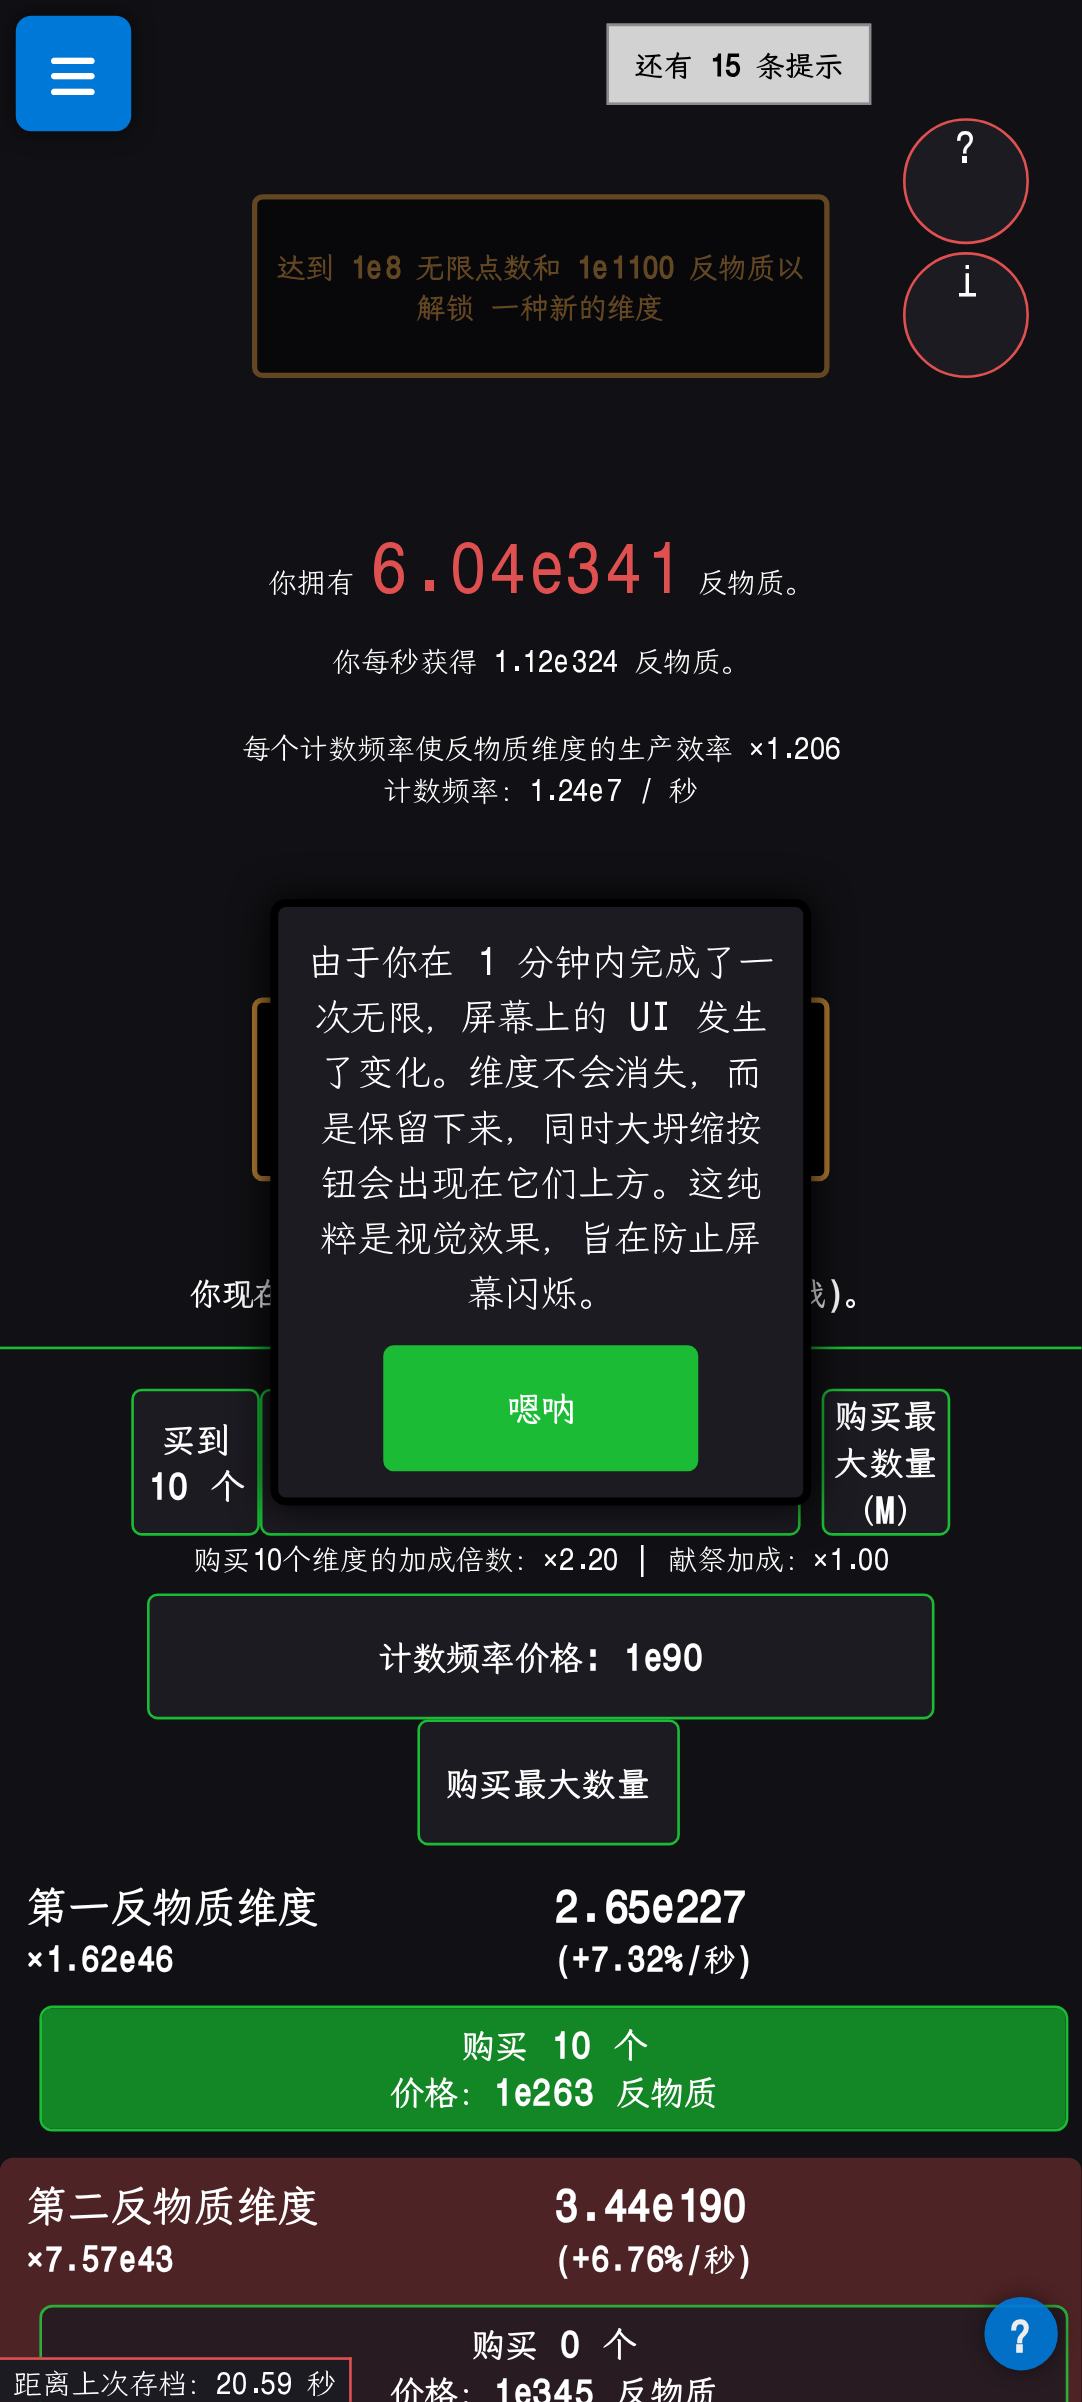 还有 15 条提示
?
i
达到 1e8 无限点数和 1e1100 反物质以
解锁 一种新的维度
你拥有 6.04e341 反物质。
你每秒获得 1.12e324 反物质。
每个计数频率使反物质维度的生产效率 ×1.206
计数频率：1.24e7 / 秒
由于你在 1 分钟内完成了一
次无限，屏幕上的 UI 发生
了变化。维度不会消失，而
是保留下来，同时大坍缩按
钮会出现在它们上方。这纯
粹是视觉效果，旨在防止屏
幕闪烁。
嗯呐
你现在
)。
买到
10 个
购买最
大数量
(M)
购买10个维度的加成倍数：×2.20 | 献祭加成：×1.00
计数频率价格：1e90
购买最大数量
第一反物质维度 2.65e227
×1.62e46 (+7.32%/秒)
购买 10 个
价格：1e263 反物质
第二反物质维度 3.44e190
×7.57e43 (+6.76%/秒)
购买 0 个
价格：1e345 反物质
?
距离上次存档：20.59 秒